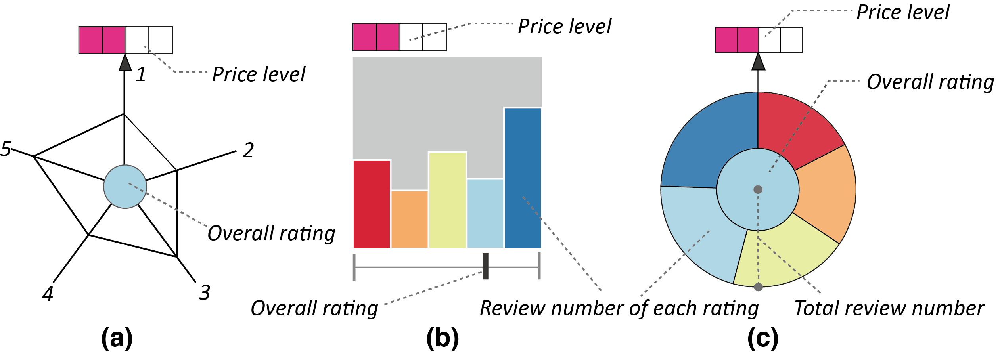 Price level
1
2
3
4
5
Overall rating
(a)
Price level
Overall rating
Review number of each rating
(b)
Price level
Overall rating
Total review number
(c)